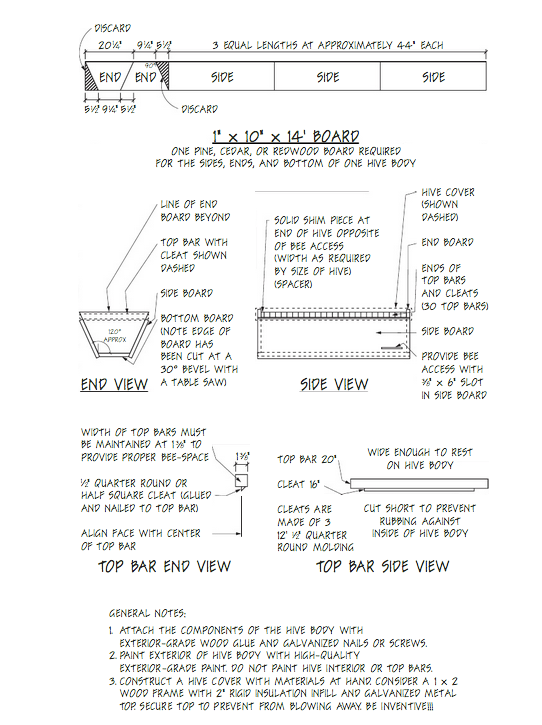 DISCARD
20¼" 9¼" 5½" 3 EQUAL LENGTHS AT APPROXIMATELY 44" EACH
90°
END END SIDE SIDE SIDE
5½" 9¼" 5½"
DISCARD
1" x 10" x 14' BOARD
ONE PINE, CEDAR, OR REDWOOD BOARD REQUIRED
FOR THE SIDES, ENDS, AND BOTTOM OF ONE HIVE BODY
LINE OF END
BOARD BEYOND
TOP BAR WITH
CLEAT SHOWN
DASHED
SIDE BOARD
BOTTOM BOARD
(NOTE EDGE OF
BOARD HAS
BEEN CUT AT A
30° BEVEL WITH
A TABLE SAW)
120°
APPROX
END VIEW
SOLID SHIM PIECE AT
END OF HIVE OPPOSITE
OF BEE ACCESS
(WIDTH AS REQUIRED
BY SIZE OF HIVE)
(SPACER)
HIVE COVER
(SHOWN
DASHED)
END BOARD
ENDS OF
TOP BARS
AND CLEATS
(30 TOP BARS)
SIDE BOARD
PROVIDE BEE
ACCESS WITH
⅜" x 6" SLOT
IN SIDE BOARD
SIDE VIEW
WIDTH OF TOP BARS MUST
BE MAINTAINED AT 1⅜" TO
PROVIDE PROPER BEE-SPACE
1⅜"
½" QUARTER ROUND OR
HALF SQUARE CLEAT (GLUED
AND NAILED TO TOP BAR)
ALIGN FACE WITH CENTER
OF TOP BAR
TOP BAR END VIEW
TOP BAR 20"
WIDE ENOUGH TO REST
ON HIVE BODY
CLEAT 16"
CLEATS ARE
MADE OF 3
12' ½" QUARTER
ROUND MOLDING
CUT SHORT TO PREVENT
RUBBING AGAINST
INSIDE OF HIVE BODY
TOP BAR SIDE VIEW
GENERAL NOTES:
1. ATTACH THE COMPONENTS OF THE HIVE BODY WITH
EXTERIOR-GRADE WOOD GLUE AND GALVANIZED NAILS OR SCREWS.
2. PAINT EXTERIOR OF HIVE BODY WITH HIGH-QUALITY
EXTERIOR-GRADE PAINT. DO NOT PAINT HIVE INTERIOR OR TOP BARS.
3. CONSTRUCT A HIVE COVER WITH MATERIALS AT HAND. CONSIDER A 1 x 2
WOOD FRAME WITH 2" RIGID INSULATION INFILL AND GALVANIZED METAL
TOP. SECURE TOP TO PREVENT FROM BLOWING AWAY. BE INVENTIVE!!!